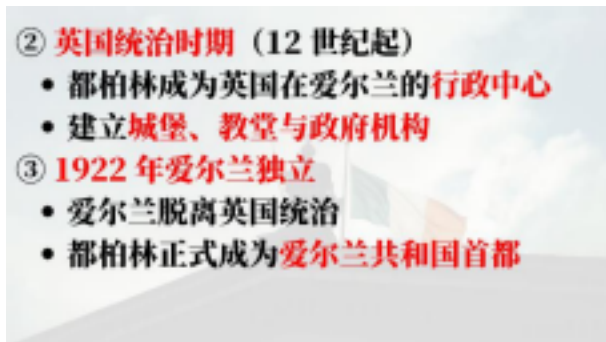 ② 英国统治时期（12 世纪起）
• 都柏林成为英国在爱尔兰的行政中心
• 建立城堡、教堂与政府机构
③ 1922 年爱尔兰独立
• 爱尔兰脱离英国统治
• 都柏林正式成为爱尔兰共和国首都